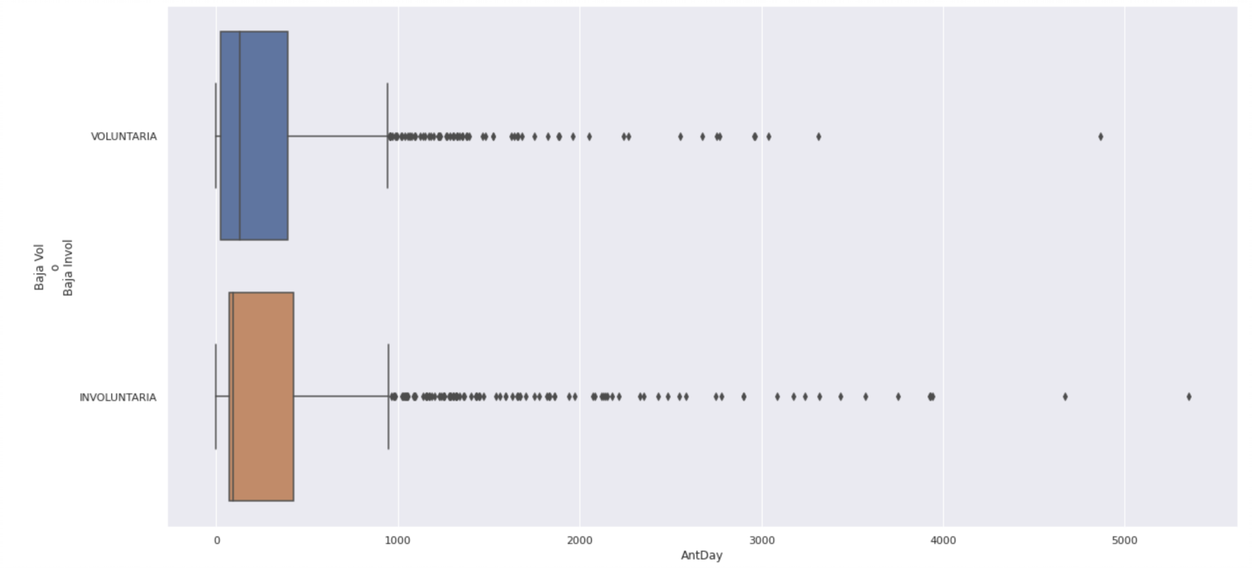 VOLUNTARIA
Baja Vol
o
Baja Invol
INVOLUNTARIA
0 1000 2000 3000 4000 5000
AntDay